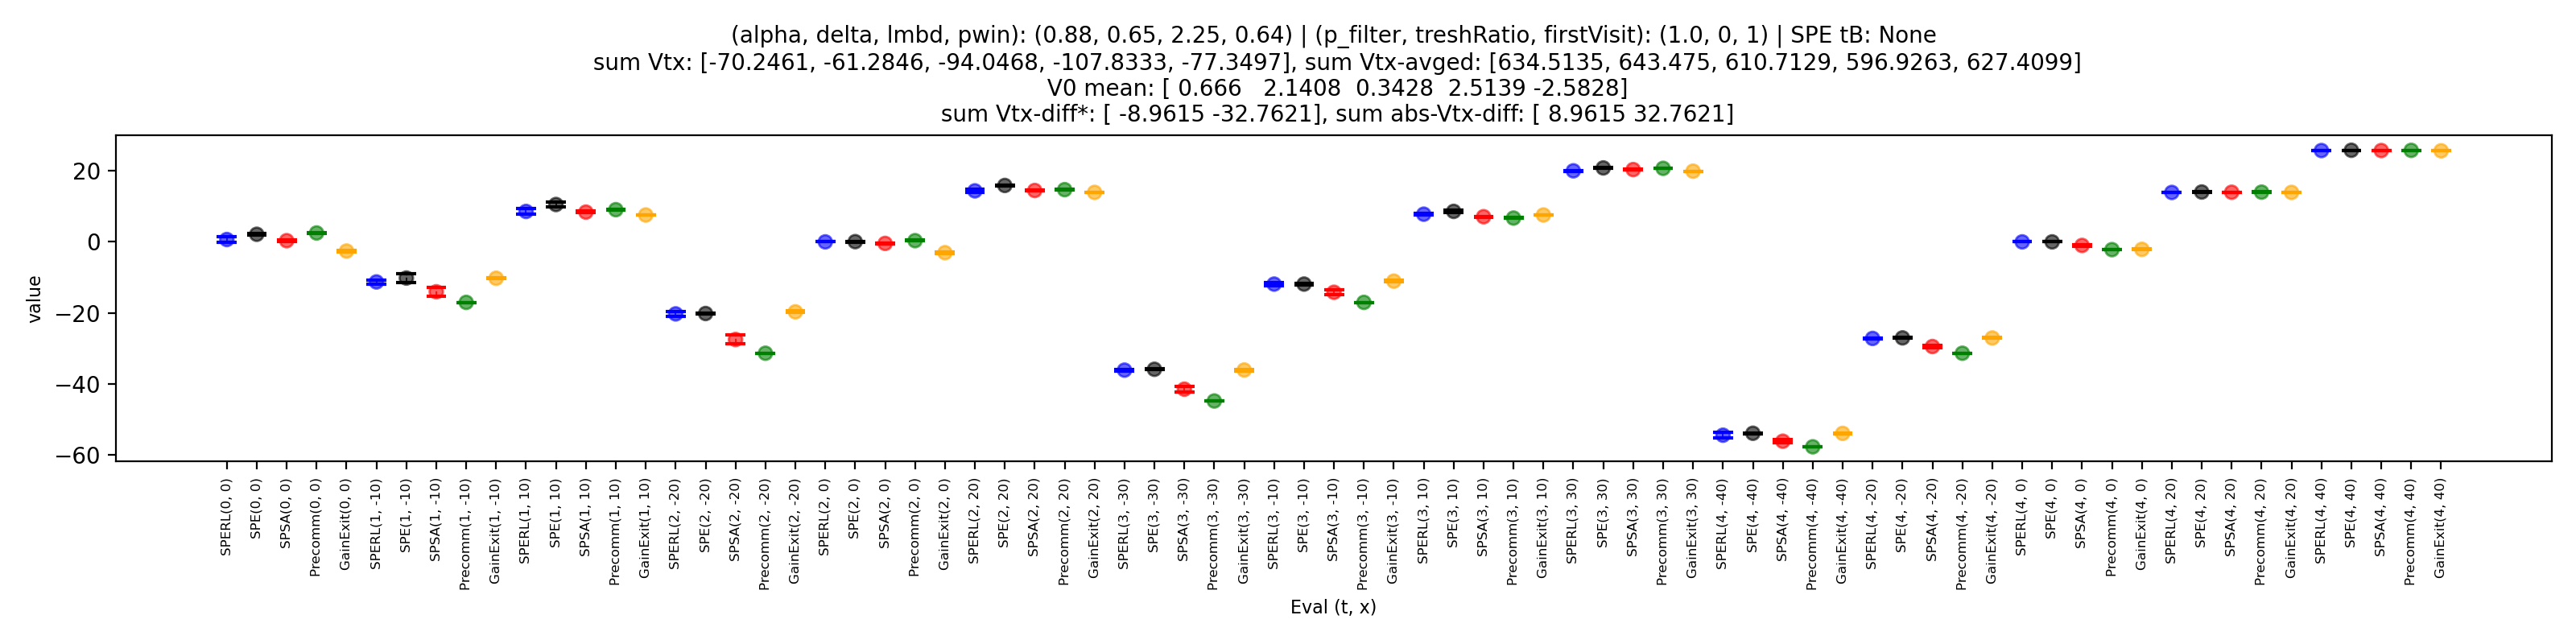 (alpha, delta, lmbd, pwin): (0.88, 0.65, 2.25, 0.64) | (p_filter, treshRatio, firstVisit): (1.0, 0, 1) | SPE tB: None
sum Vtx: [-70.2461, -61.2846, -94.0468, -107.8333, -77.3497], sum Vtx-avged: [634.5135, 643.475, 610.7129, 596.9263, 627.4099]
V0 mean: [ 0.666   2.1408  0.3428  2.5139 -2.5828]
sum Vtx-diff*: [ -8.9615 -32.7621], sum abs-Vtx-diff: [ 8.9615 32.7621]
value
20
0
−20
−40
−60
SPERL(0, 0)
SPE(0, 0)
SPSA(0, 0)
Precomm(0, 0)
GainExit(0, 0)
SPERL(1, -10)
SPE(1, -10)
SPSA(1, -10)
Precomm(1, -10)
GainExit(1, -10)
SPERL(1, 10)
SPE(1, 10)
SPSA(1, 10)
Precomm(1, 10)
GainExit(1, 10)
SPERL(2, -20)
SPE(2, -20)
SPSA(2, -20)
Precomm(2, -20)
GainExit(2, -20)
SPERL(2, 0)
SPE(2, 0)
SPSA(2, 0)
Precomm(2, 0)
GainExit(2, 0)
SPERL(2, 20)
SPE(2, 20)
SPSA(2, 20)
Precomm(2, 20)
GainExit(2, 20)
SPERL(3, -30)
SPE(3, -30)
SPSA(3, -30)
Precomm(3, -30)
GainExit(3, -30)
SPERL(3, -10)
SPE(3, -10)
SPSA(3, -10)
Precomm(3, -10)
GainExit(3, -10)
SPERL(3, 10)
SPE(3, 10)
SPSA(3, 10)
Precomm(3, 10)
GainExit(3, 10)
SPERL(3, 30)
SPE(3, 30)
SPSA(3, 30)
Precomm(3, 30)
GainExit(3, 30)
SPERL(4, -40)
SPE(4, -40)
SPSA(4, -40)
Precomm(4, -40)
GainExit(4, -40)
SPERL(4, -20)
SPE(4, -20)
SPSA(4, -20)
Precomm(4, -20)
GainExit(4, -20)
SPERL(4, 0)
SPE(4, 0)
SPSA(4, 0)
Precomm(4, 0)
GainExit(4, 0)
SPERL(4, 20)
SPE(4, 20)
SPSA(4, 20)
Precomm(4, 20)
GainExit(4, 20)
SPERL(4, 40)
SPE(4, 40)
SPSA(4, 40)
Precomm(4, 40)
GainExit(4, 40)
Eval (t, x)